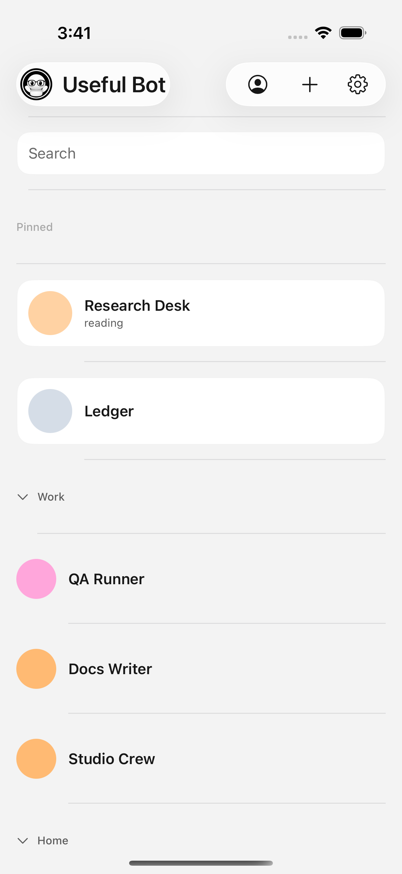 3:41
Useful Bot
Search
Pinned
Research Desk
reading
Ledger
Work
QA Runner
Docs Writer
Studio Crew
Home